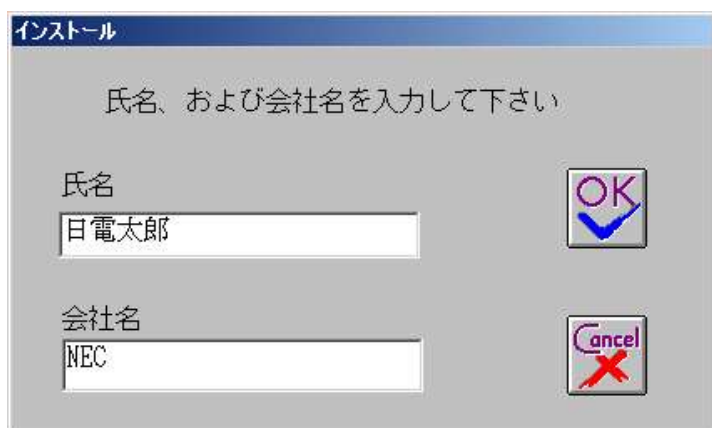 インストール
氏名、および会社名を入力して下さい
氏名
日電太郎
OK
会社名
NEC
Cancel